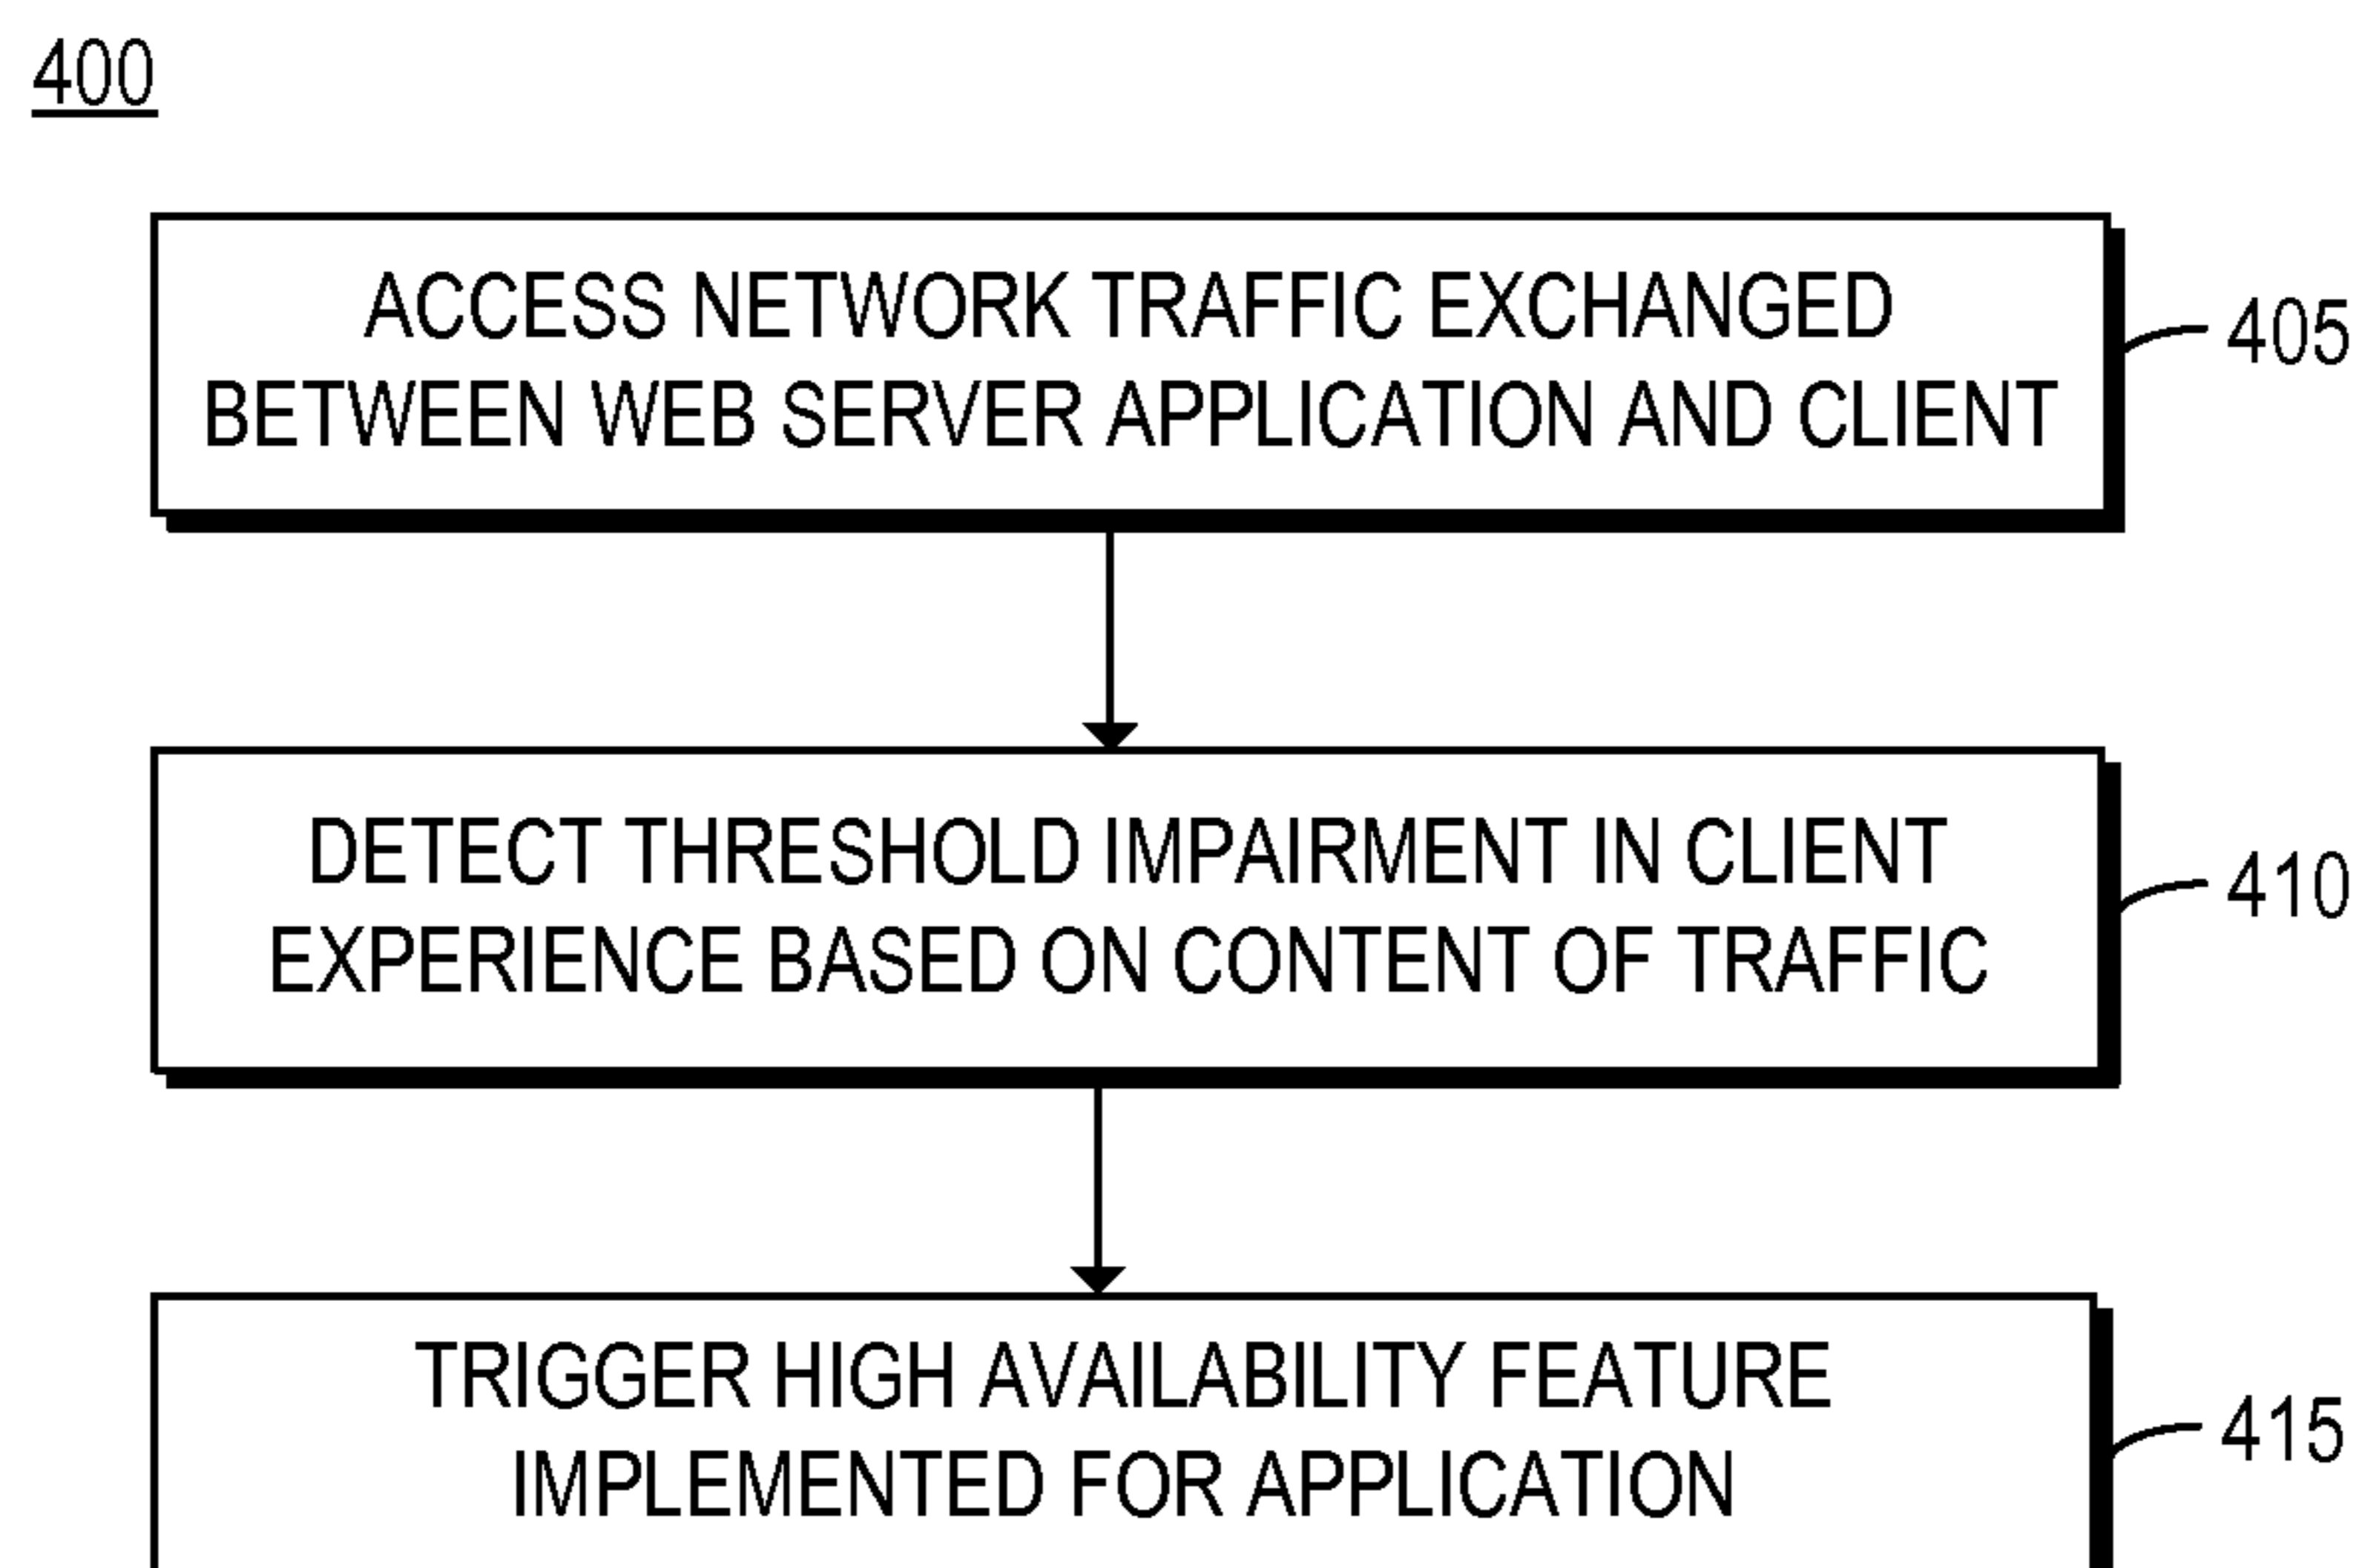 400
ACCESS NETWORK TRAFFIC EXCHANGED
BETWEEN WEB SERVER APPLICATION AND CLIENT
405
DETECT THRESHOLD IMPAIRMENT IN CLIENT
EXPERIENCE BASED ON CONTENT OF TRAFFIC
410
TRIGGER HIGH AVAILABILITY FEATURE
IMPLEMENTED FOR APPLICATION
415